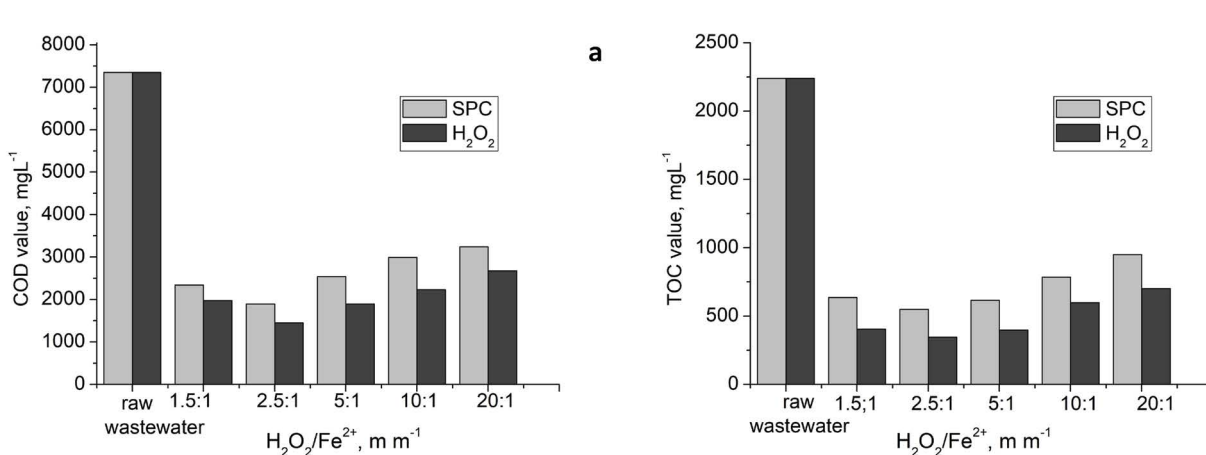 8000
7000
6000
5000
4000
3000
2000
1000
0
COD value, mgL⁻¹
SPC
H₂O₂
raw wastewater
1.5:1
2.5:1
5:1
10:1
20:1
H₂O₂/Fe²⁺, m m⁻¹
a
2500
2000
1500
1000
500
0
TOC value, mgL⁻¹
SPC
H₂O₂
raw
wastewater
1.5;1
2.5:1
5:1
10:1
20:1
H₂O₂/Fe²⁺, m m⁻¹